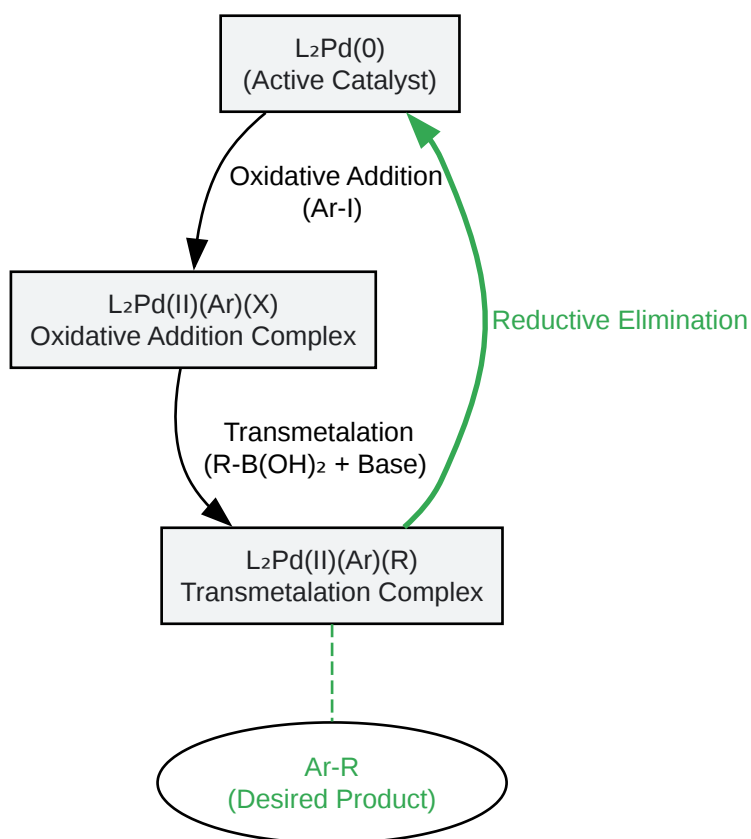 L₂Pd(0)
(Active Catalyst)
Oxidative Addition
(Ar-I)
L₂Pd(II)(Ar)(X)
Oxidative Addition Complex
Reductive Elimination
Transmetalation
(R-B(OH)₂ + Base)
L₂Pd(II)(Ar)(R)
Transmetalation Complex
Ar-R
(Desired Product)